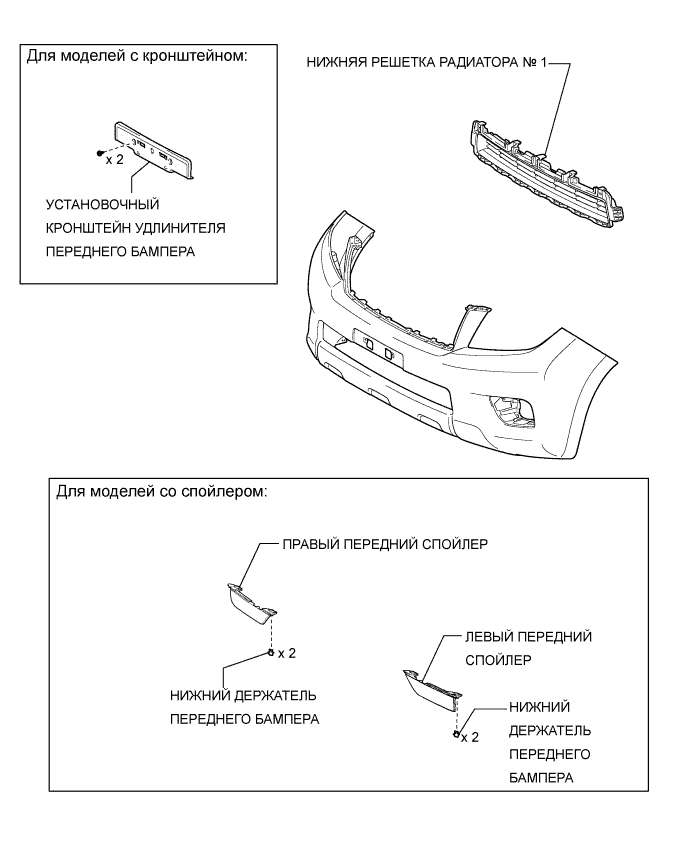 Для моделей с кронштейном:
НИЖНЯЯ РЕШЕТКА РАДИАТОРА № 1
x 2
УСТАНОВОЧНЫЙ
КРОНШТЕЙН УДЛИНИТЕЛЯ
ПЕРЕДНЕГО БАМПЕРА
Для моделей со спойлером:
ПРАВЫЙ ПЕРЕДНИЙ СПОЙЛЕР
x 2
НИЖНИЙ ДЕРЖАТЕЛЬ
ПЕРЕДНЕГО БАМПЕРА
ЛЕВЫЙ ПЕРЕДНИЙ
СПОЙЛЕР
x 2
НИЖНИЙ
ДЕРЖАТЕЛЬ
ПЕРЕДНЕГО
БАМПЕРА